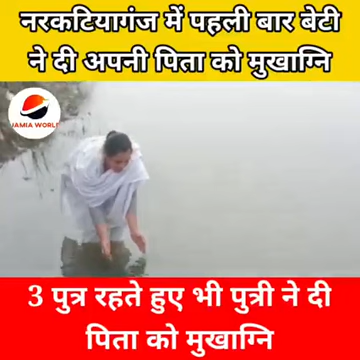 नरकटियागंज में पहली बार बेटी
ने दी अपनी पिता को मुखाग्नि
JAMIA WORLD
3 पुत्र रहते हुए भी पुत्री ने दी
पिता को मुखाग्नि